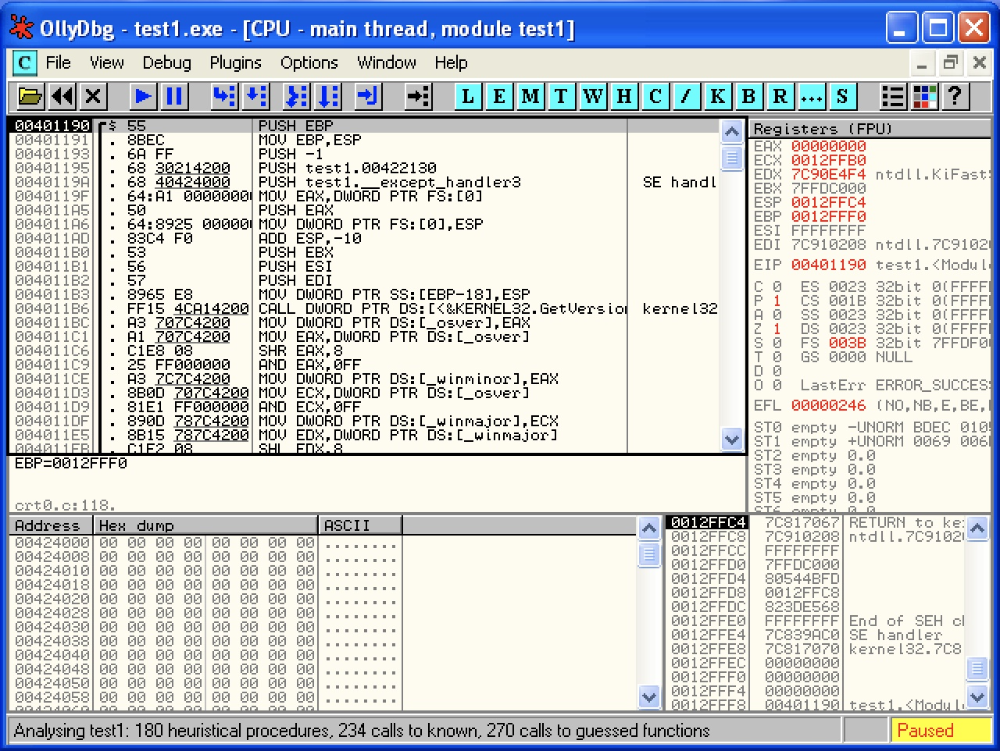 OllyDbg - test1.exe - [CPU - main thread, module test1]
C File View Debug Plugins Options Window Help
L E M T W H C / K B R ... S ?
00401190 $ 55 PUSH EBP
00401191 . 8BEC MOV EBP,ESP
00401193 . 6A FF PUSH -1
00401195 . 68 30214200 PUSH test1.00422130
0040119A . 68 40424000 PUSH test1.__except_handler3 SE handl
0040119F . 64:A1 00000000 MOV EAX,DWORD PTR FS:[0]
004011A5 . 50 PUSH EAX
004011A6 . 64:8925 000000 MOV DWORD PTR FS:[0],ESP
004011AD . 83C4 F0 ADD ESP,-10
004011B0 . 53 PUSH EBX
004011B1 . 56 PUSH ESI
004011B2 . 57 PUSH EDI
004011B3 . 8965 E8 MOV DWORD PTR SS:[EBP-18],ESP
004011B6 . FF15 4CA14200 CALL DWORD PTR DS:[<&KERNEL32.GetVersio kernel32
004011BC . A3 707C4200 MOV DWORD PTR DS:[_osver],EAX
004011C1 . A1 707C4200 MOV EAX,DWORD PTR DS:[_osver]
004011C6 . C1E8 08 SHR EAX,8
004011C9 . 25 FF000000 AND EAX,0FF
004011CE . A3 7C7C4200 MOV DWORD PTR DS:[_winminor],EAX
004011D3 . 8B0D 707C4200 MOV ECX,DWORD PTR DS:[_osver]
004011D9 . 81E1 FF000000 AND ECX,0FF
004011DF . 890D 787C4200 MOV DWORD PTR DS:[_winmajor],ECX
004011E5 . 8B15 787C4200 MOV EDX,DWORD PTR DS:[_winmajor]
004011EB . C1E2 08 SHL EDX,8
EBP=0012FFF0
crt0.c:118.
Registers (FPU)
EAX 00000000
ECX 0012FFB0
EDX 7C90E4F4 ntdll.KiFast
EBX 7FFDC000
ESP 0012FFC4
EBP 0012FFF0
ESI FFFFFFFF
EDI 7C910208 ntdll.7C91020
EIP 00401190 test1.<Modul
C 0 ES 0023 32bit 0(FFFF
P 1 CS 001B 32bit 0(FFFF
A 0 SS 0023 32bit 0(FFFF
Z 1 DS 0023 32bit 0(FFFF
S 0 FS 003B 32bit 7FFDF00
T 0 GS 0000 NULL
D 0
O 0 LastErr ERROR_SUCCES
EFL 00000246 (NO,NB,E,BE,
ST0 empty -UNORM BDEC 0105
ST1 empty +UNORM 0069 006
ST2 empty 0.0
ST3 empty 0.0
ST4 empty 0.0
ST5 empty 0.0
ST6 empty 0.0
Address Hex dump ASCII
00424000 00 00 00 00 00 00 00 00 ........
00424008 00 00 00 00 00 00 00 00 ........
00424010 00 00 00 00 00 00 00 00 ........
00424018 00 00 00 00 00 00 00 00 ........
00424020 00 00 00 00 00 00 00 00 ........
00424028 00 00 00 00 00 00 00 00 ........
00424030 00 00 00 00 00 00 00 00 ........
00424038 00 00 00 00 00 00 00 00 ........
00424040 00 00 00 00 00 00 00 00 ........
00424048 00 00 00 00 00 00 00 00 ........
00424050 00 00 00 00 00 00 00 00 ........
00424058 00 00 00 00 00 00 00 00 ........
00424060 00 00 00 00 00 00 00 00 ........
0012FFC4 7C817067 RETURN to ke
0012FFC8 7C910208 ntdll.7C9102
0012FFCC FFFFFFFF
0012FFD0 7FFDC000
0012FFD4 80544BFD
0012FFD8 0012FFC8
0012FFDC 823DE568
0012FFE0 FFFFFFFF End of SEH c
0012FFE4 7C839AC0 SE handler
0012FFE8 7C817070 kernel32.7C8
0012FFEC 00000000
0012FFF0 00000000
0012FFF4 00000000
0012FFF8 00401190 test1.<Modul
Analysing test1: 180 heuristical procedures, 234 calls to known, 270 calls to guessed functions Paused